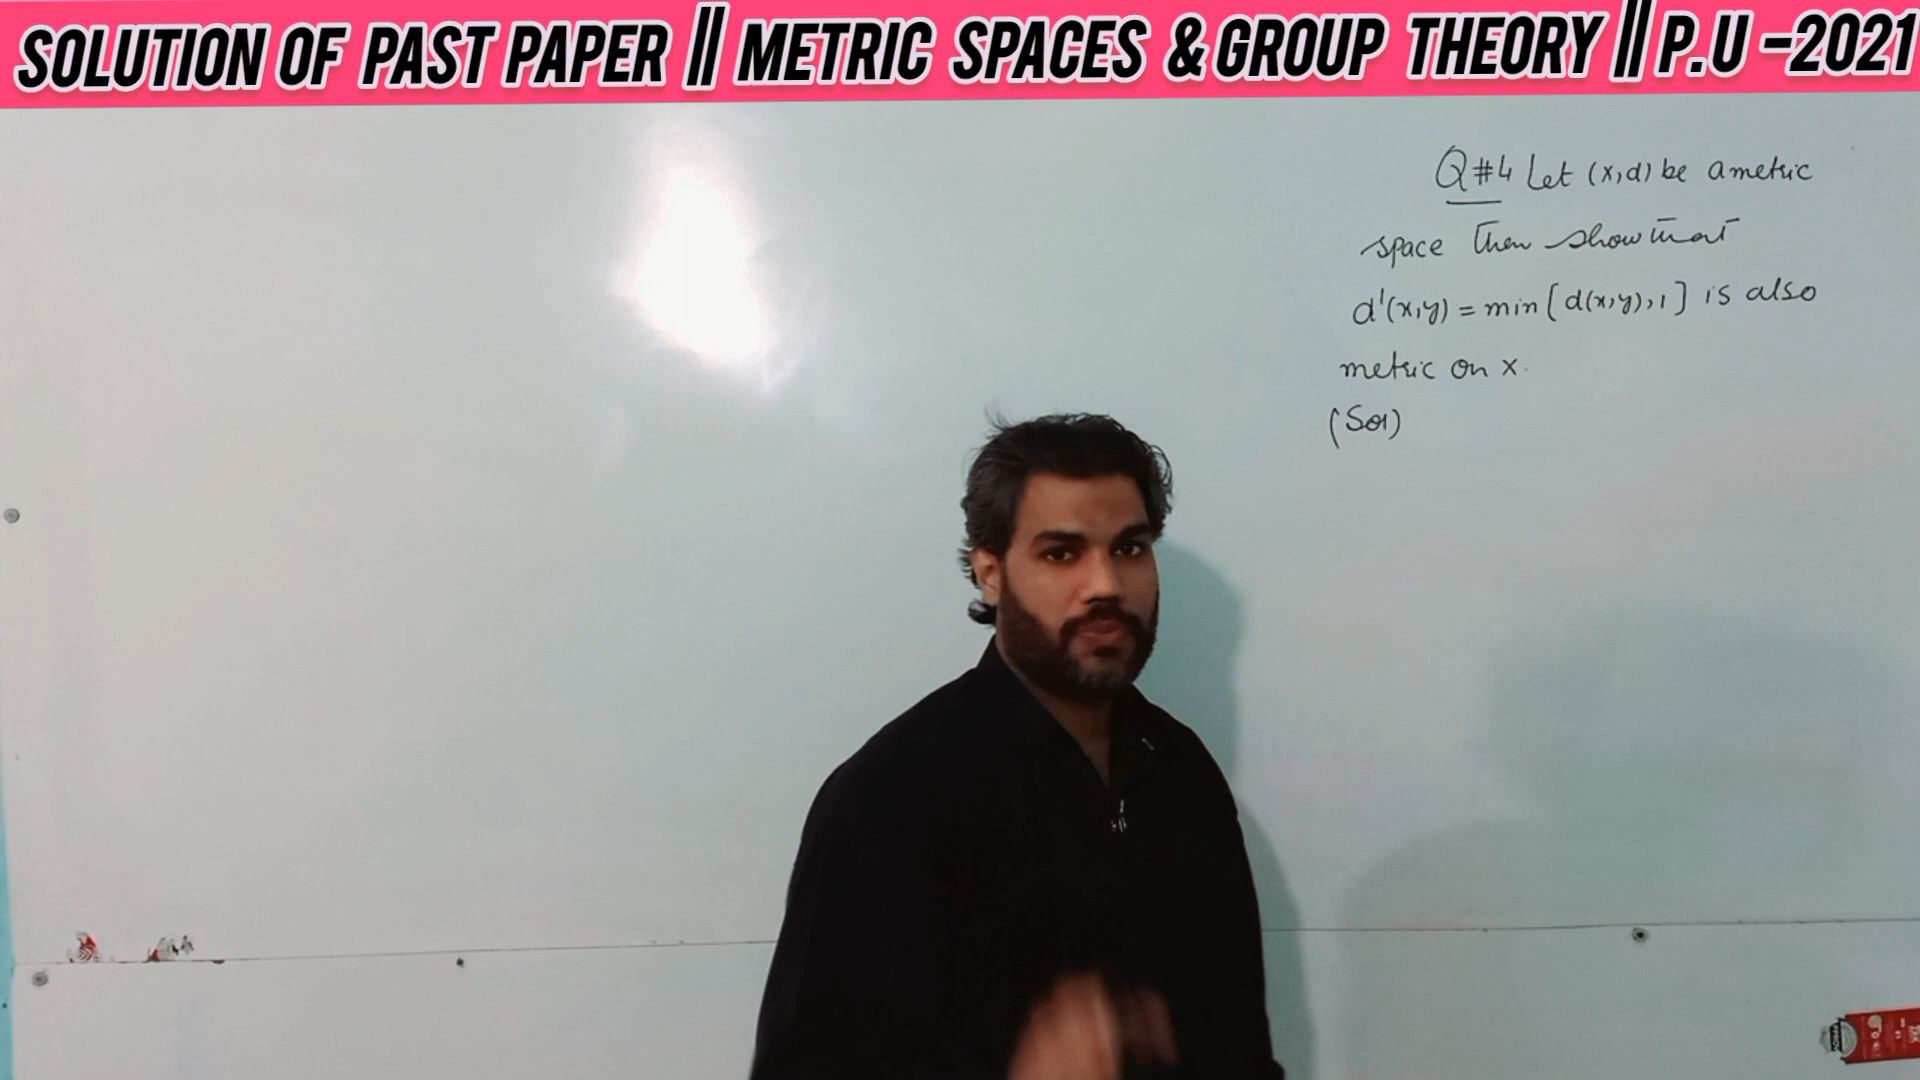 SOLUTION OF PAST PAPER || METRIC SPACES & GROUP THEORY || P.U -2021
Q#4 Let (x,d) be a metric
space then show that
d'(x,y) = min [d(x,y),1] is also
metric on x.
(Sol)